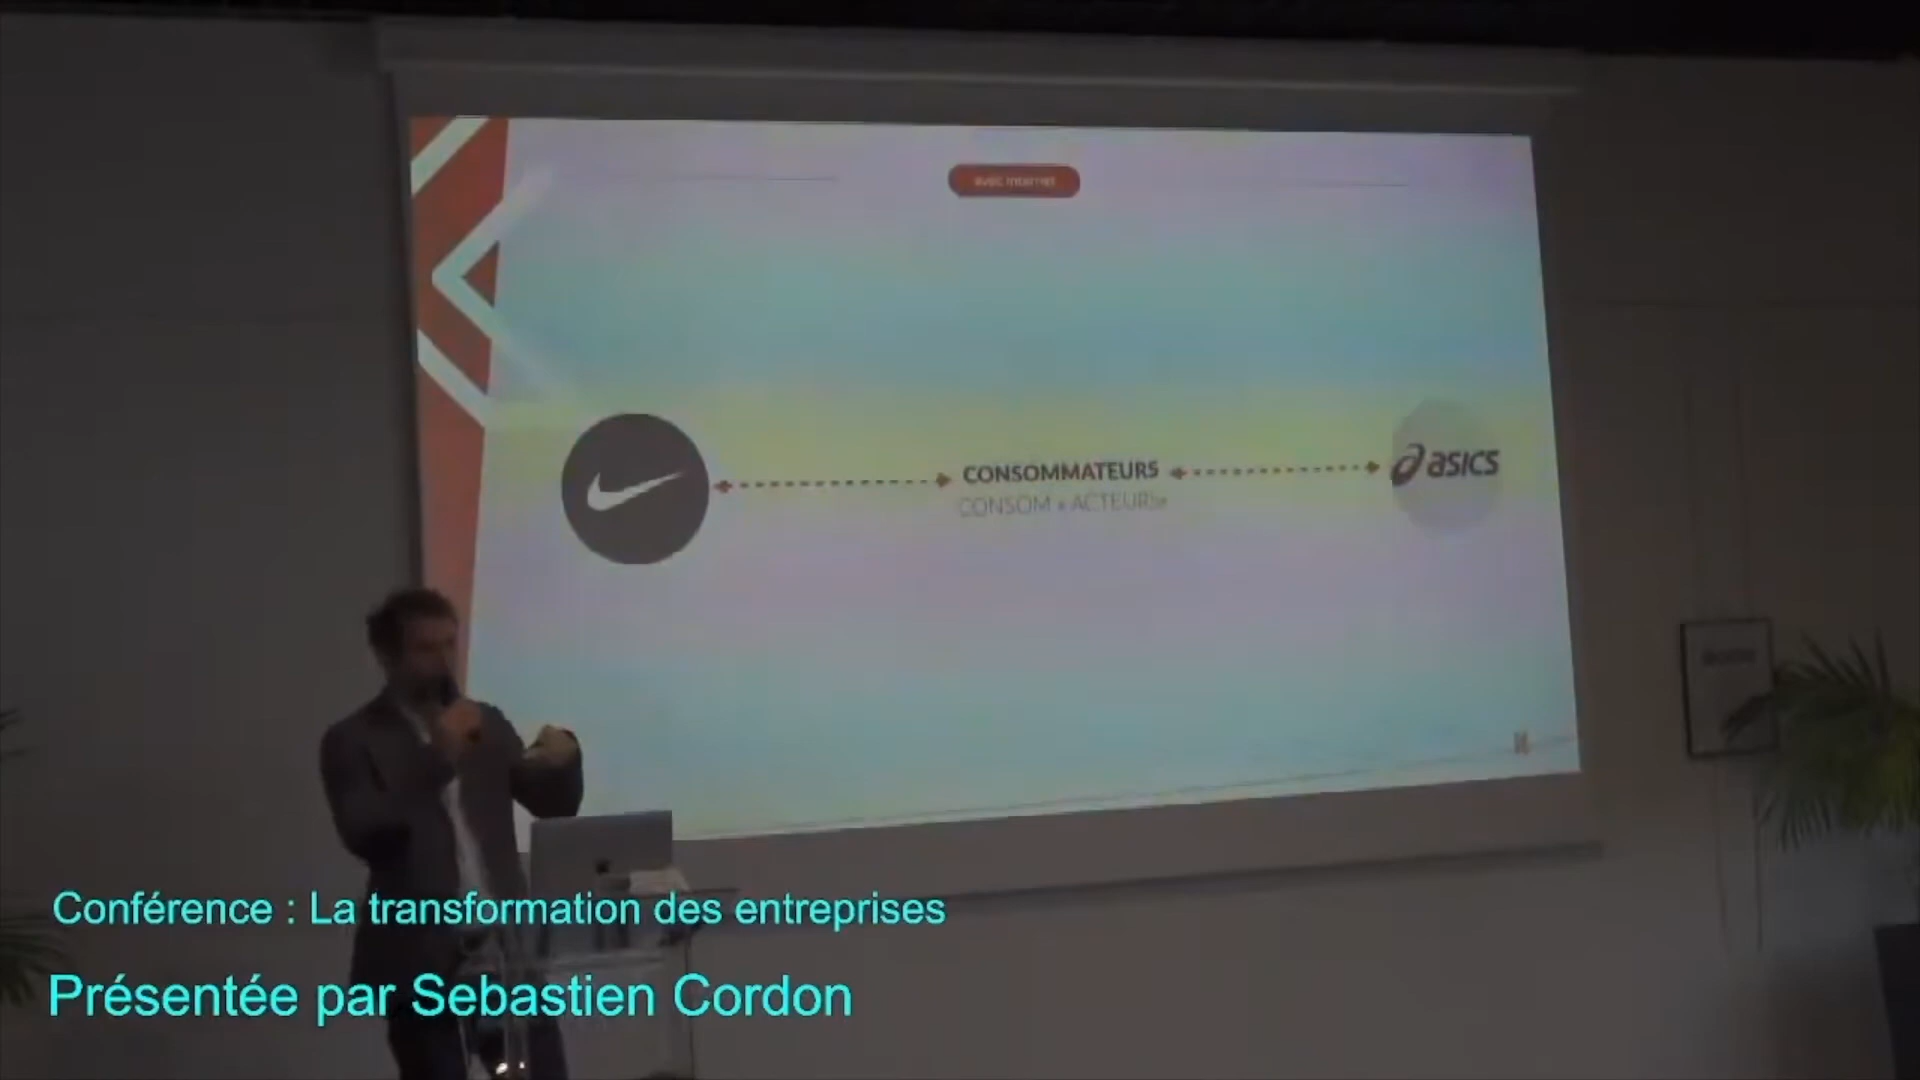 avec internet
CONSOMMATEURS
asics
Conférence : La transformation des entreprises
Présentée par Sebastien Cordon